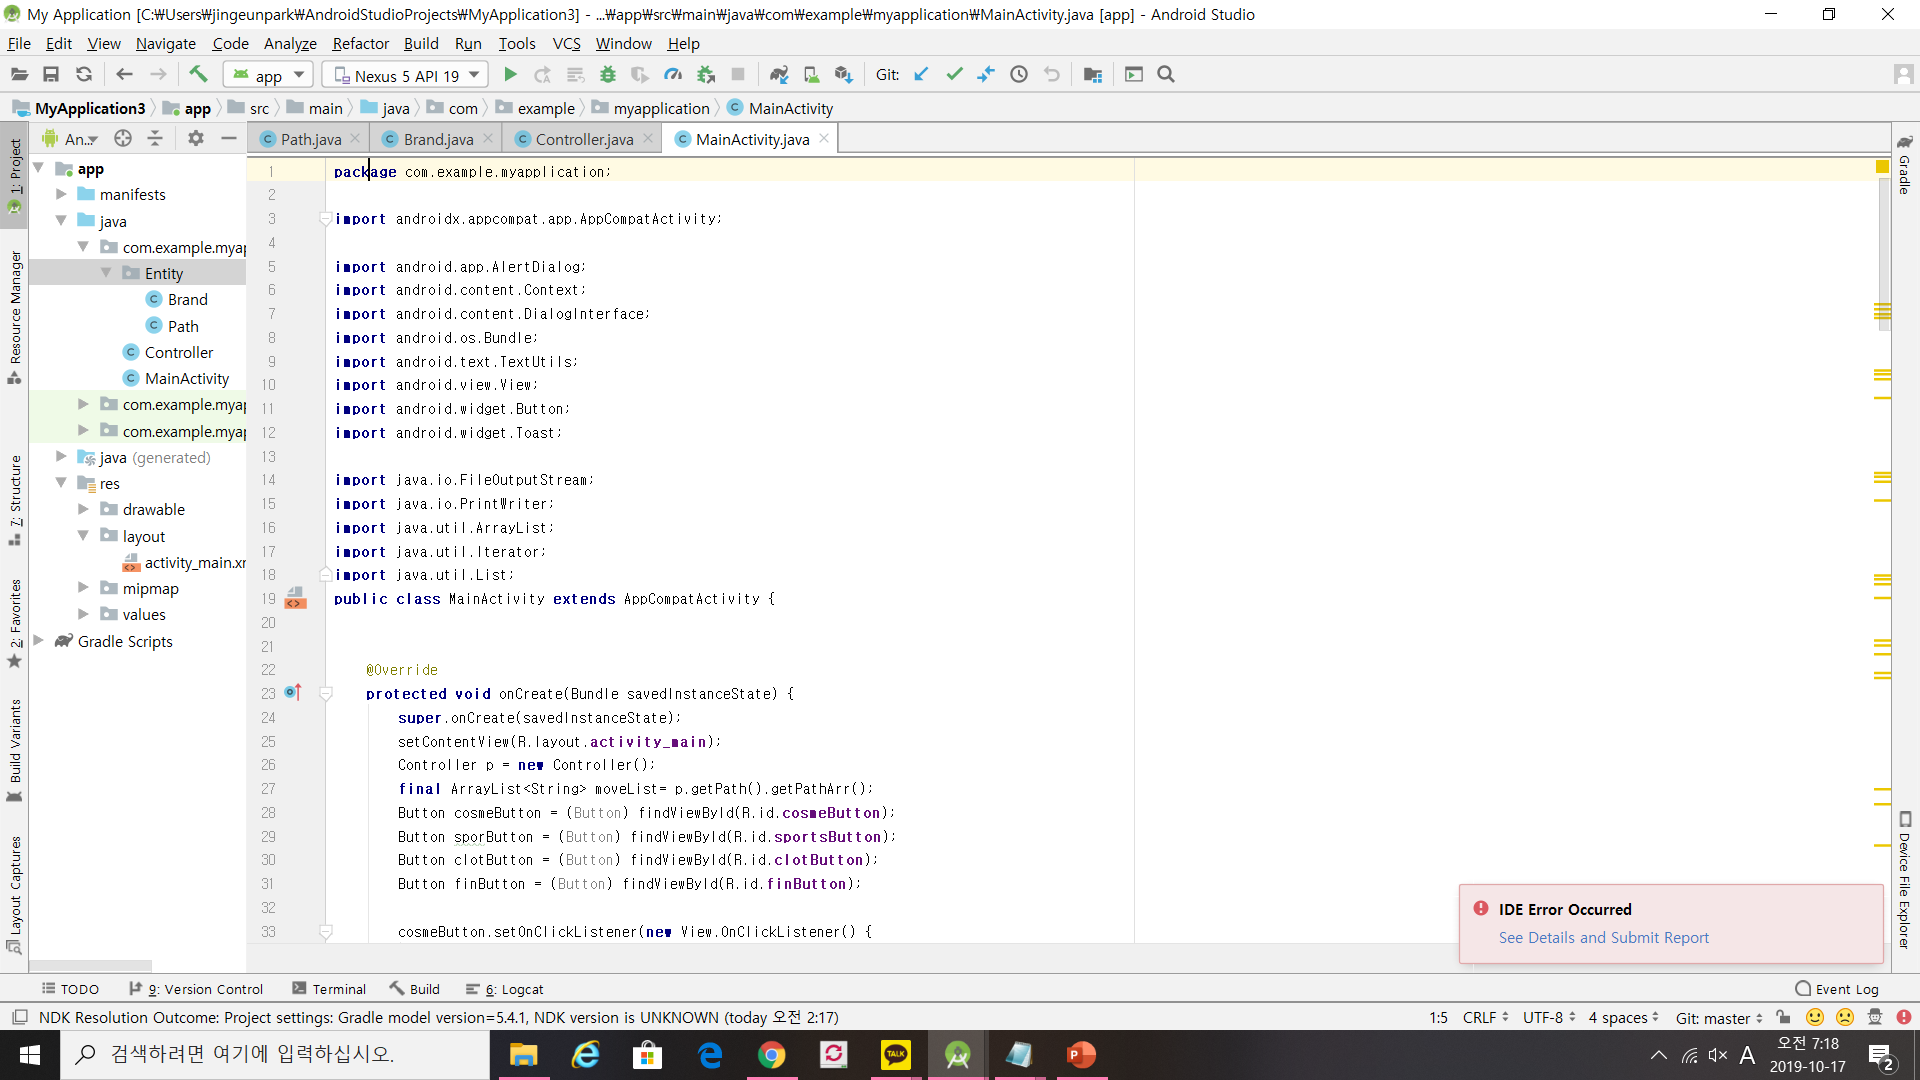 My Application [C:₩Users₩jingeunpark₩AndroidStudioProjects₩MyApplication3] - ...₩app₩src₩main₩java₩com₩example₩myapplication₩MainActivity.java [app] - Android Studio
File Edit View Navigate Code Analyze Refactor Build Run Tools VCS Window Help
app Nexus 5 API 19 Git:
MyApplication3 app src main java com example myapplication MainActivity
An... Path.java Brand.java Controller.java MainActivity.java
1: Project
Resource Manager
7: Structure
2: Favorites
Build Variants
Layout Captures
app
manifests
java
com.example.myap
Entity
Brand
Path
Controller
MainActivity
com.example.myap
com.example.myap
java (generated)
res
drawable
layout
activity_main.xm
mipmap
values
Gradle Scripts
1 package com.example.myapplication;
2
3 import androidx.appcompat.app.AppCompatActivity;
4
5 import android.app.AlertDialog;
6 import android.content.Context;
7 import android.content.DialogInterface;
8 import android.os.Bundle;
9 import android.text.TextUtils;
10 import android.view.View;
11 import android.widget.Button;
12 import android.widget.Toast;
13
14 import java.io.FileOutputStream;
15 import java.io.PrintWriter;
16 import java.util.ArrayList;
17 import java.util.Iterator;
18 import java.util.List;
19 public class MainActivity extends AppCompatActivity {
20
21
22 @Override
23 protected void onCreate(Bundle savedInstanceState) {
24 super.onCreate(savedInstanceState);
25 setContentView(R.layout.activity_main);
26 Controller p = new Controller();
27 final ArrayList<String> moveList= p.getPath().getPathArr();
28 Button cosmeButton = (Button) findViewById(R.id.cosmeButton);
29 Button sporButton = (Button) findViewById(R.id.sportsButton);
30 Button clotButton = (Button) findViewById(R.id.clotButton);
31 Button finButton = (Button) findViewById(R.id.finButton);
32
33 cosmeButton.setOnClickListener(new View.OnClickListener() {
Gradle
Device File Explorer
IDE Error Occurred
See Details and Submit Report
TODO 9: Version Control Terminal Build 6: Logcat Event Log
NDK Resolution Outcome: Project settings: Gradle model version=5.4.1, NDK version is UNKNOWN (today 오전 2:17) 1:5 CRLF UTF-8 4 spaces Git: master
검색하려면 여기에 입력하십시오.
TALK
P
A
오전 7:18
2019-10-17
2